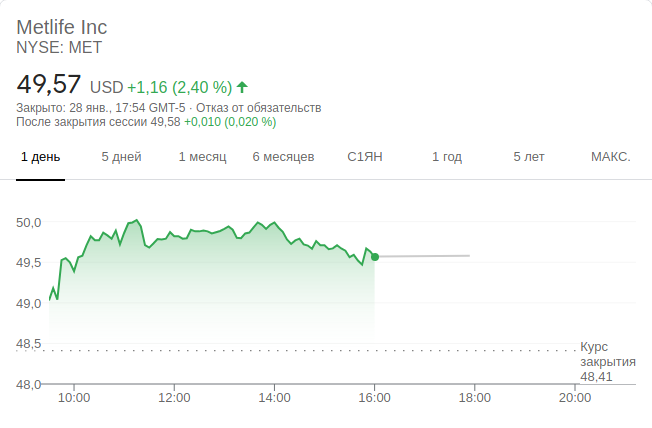 Metlife Inc
NYSE: MET
49,57 USD +1,16 (2,40 %)
Закрыто: 28 янв., 17:54 GMT-5 · Отказ от обязательств
После закрытия сессии 49,58 +0,010 (0,020 %)
1 день 5 дней 1 месяц 6 месяцев С1ЯН 1 год 5 лет МАКС.
50,0
49,5
49,0
48,5
Курс
закрытия
48,41
48,0
10:00 12:00 14:00 16:00 18:00 20:00